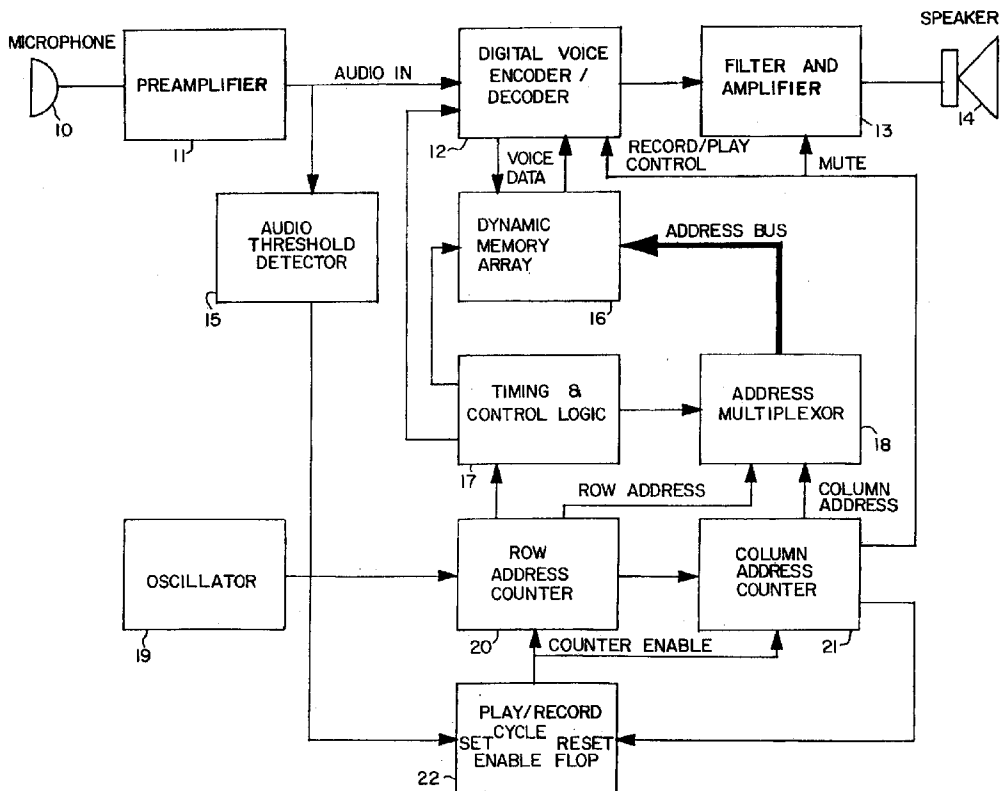 MICROPHONE
10
PREAMPLIFIER
11
AUDIO IN
DIGITAL VOICE
ENCODER /
DECODER
12
FILTER AND
AMPLIFIER
13
SPEAKER
14
VOICE
DATA
RECORD/PLAY
CONTROL
MUTE
AUDIO
THRESHOLD
DETECTOR
15
DYNAMIC
MEMORY
ARRAY
16
ADDRESS BUS
TIMING &
CONTROL LOGIC
17
ADDRESS
MULTIPLEXOR
18
ROW ADDRESS
COLUMN
ADDRESS
OSCILLATOR
19
ROW
ADDRESS
COUNTER
20
COLUMN
ADDRESS
COUNTER
21
COUNTER ENABLE
PLAY/RECORD
CYCLE
SET RESET
ENABLE FLOP
22